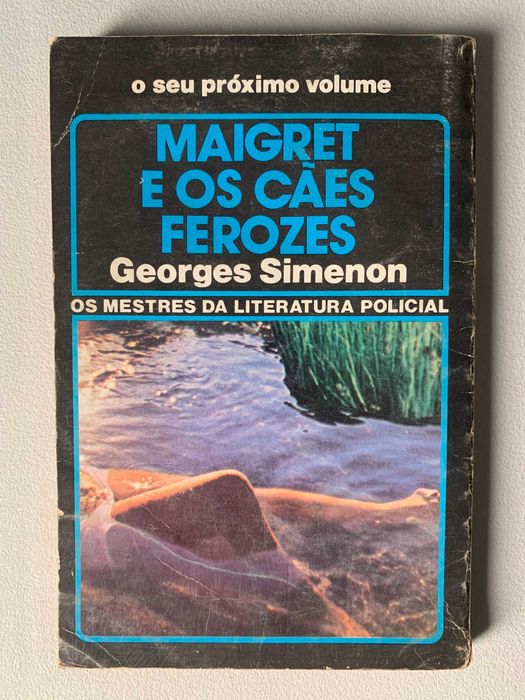 o seu próximo volume
MAIGRET
E OS CÃES
FEROZES
Georges Simenon
OS MESTRES DA LITERATURA POLICIAL